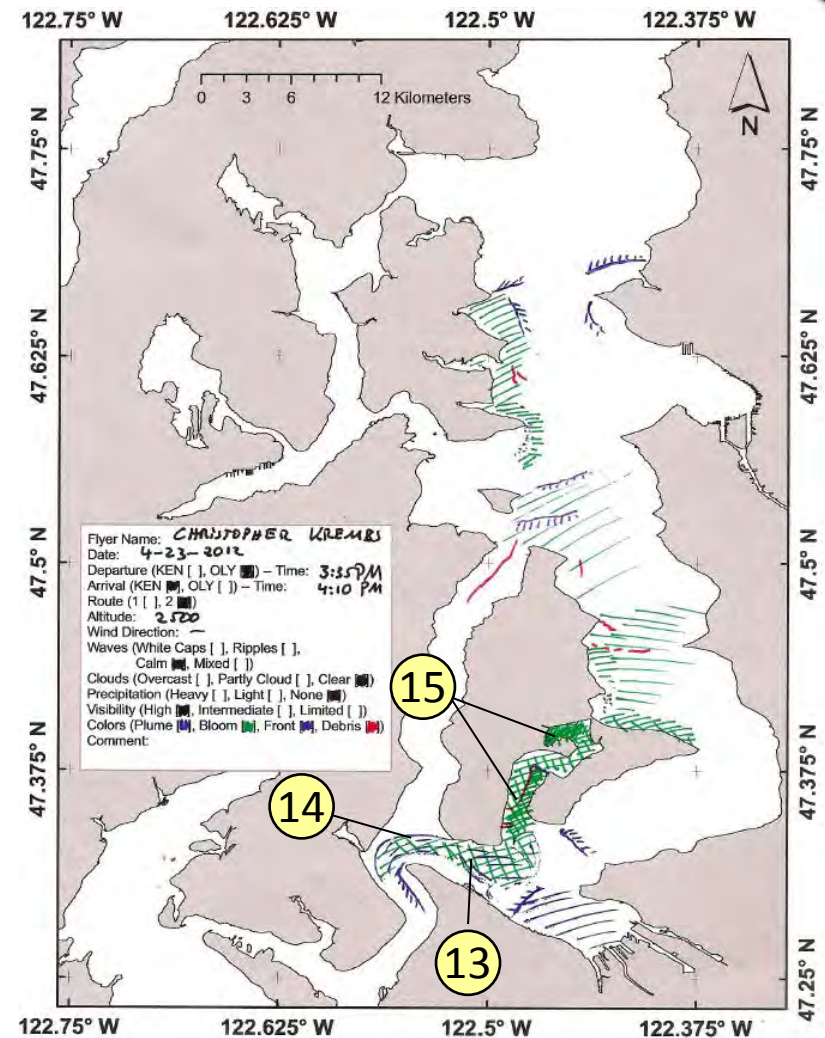 122.75° W 122.625° W 122.5° W 122.375° W
0 3 6 12 Kilometers
N
47.75° N 47.75° N
47.625° N 47.625° N
47.5° N 47.5° N
47.375° N 47.375° N
47.25° N
Flyer Name: CHRISTOPHER KREMBS
Date: 4-23-2012
Departure (KEN [ ], OLY [■]) – Time: 3:35 PM
Arrival (KEN [■], OLY [ ]) – Time: 4:10 PM
Route (1 [ ], 2 [■])
Altitude: 2500
Wind Direction: —
Waves (White Caps [ ], Ripples [ ],
Calm [■], Mixed [ ])
Clouds (Overcast [ ], Partly Cloud [ ], Clear [■])
Precipitation (Heavy [ ], Light [ ], None [■])
Visibility (High [■], Intermediate [ ], Limited [ ])
Colors (Plume [■], Bloom [■], Front [■], Debris [■])
Comment:
15
14
13
122.75° W 122.625° W 122.5° W 122.375° W